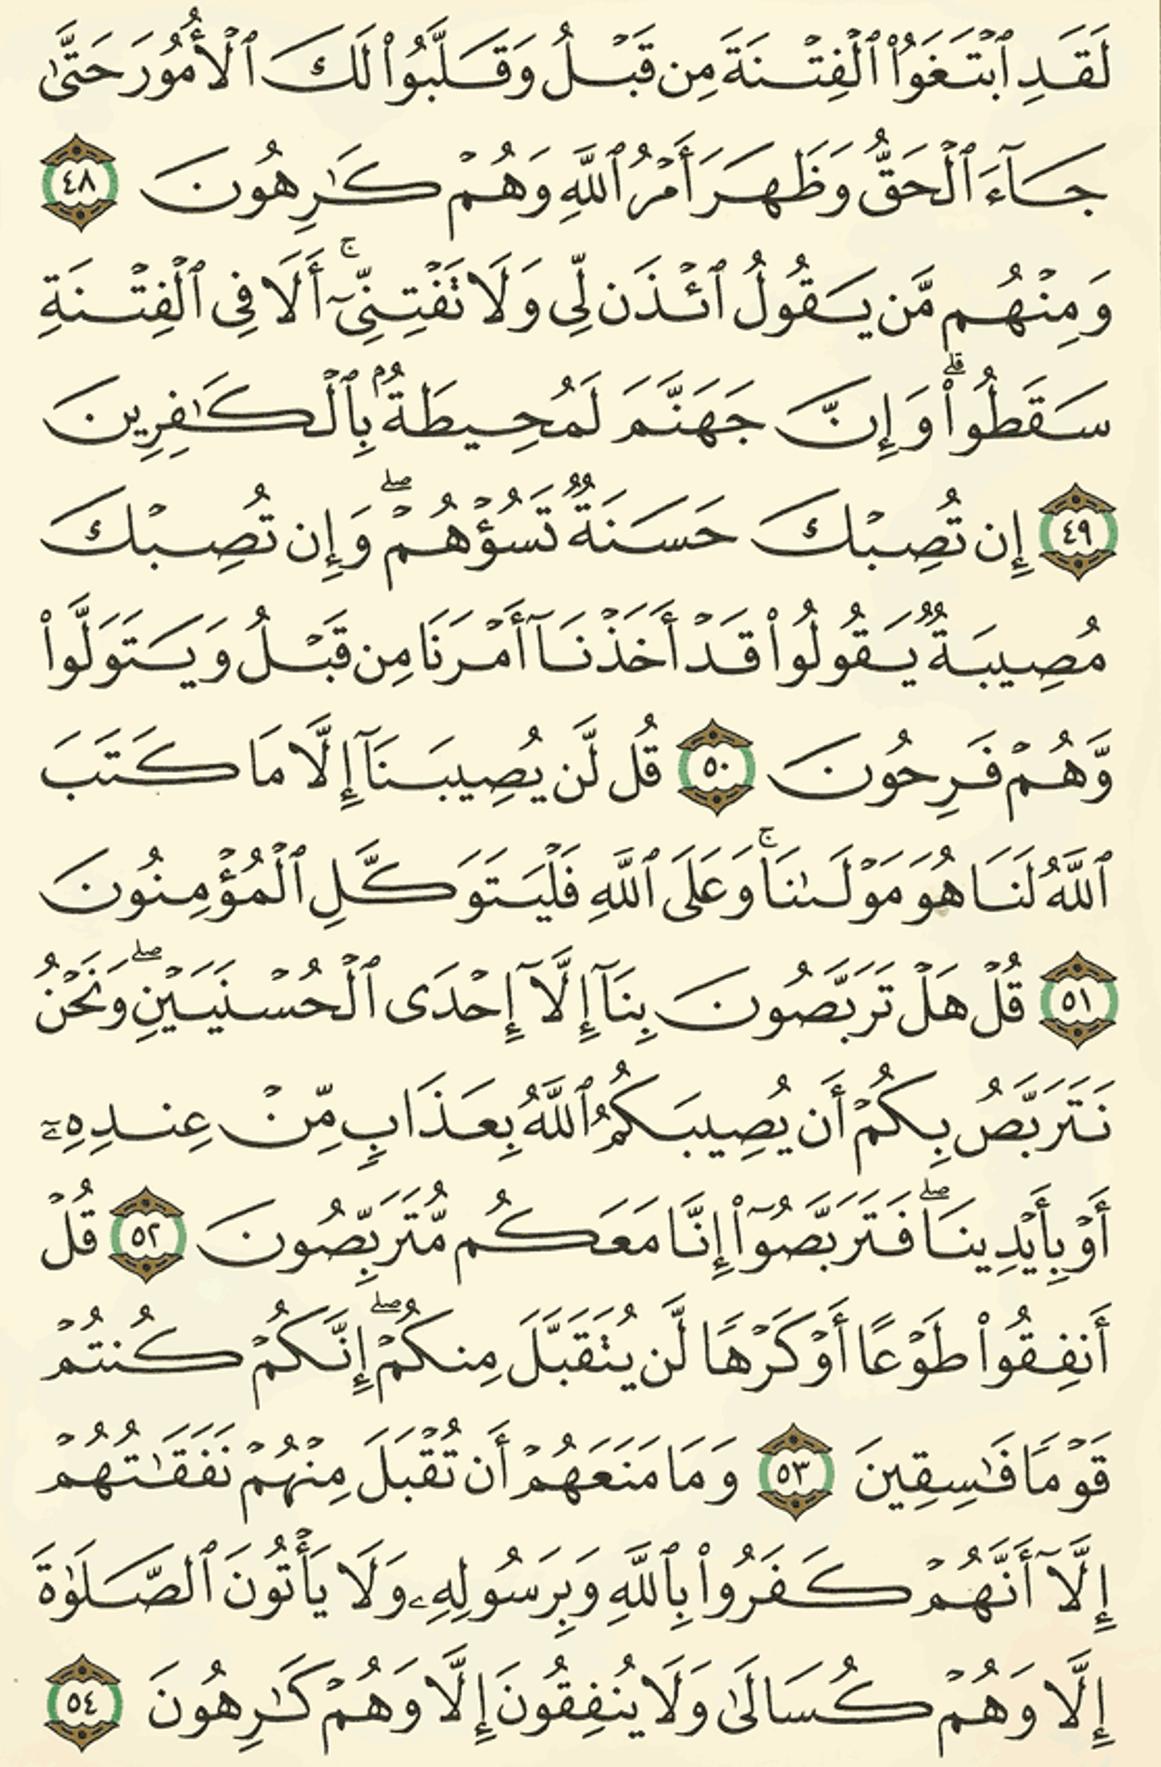 لَقَدِ ٱبۡتَغَوُاْ ٱلۡفِتۡنَةَ مِن قَبۡلُ وَقَلَّبُواْ لَكَ ٱلۡأُمُورَ حَتَّىٰ
جَآءَ ٱلۡحَقُّ وَظَهَرَ أَمۡرُ ٱللَّهِ وَهُمۡ كَٰرِهُونَ ٤٨
وَمِنۡهُم مَّن يَقُولُ ٱئۡذَن لِّي وَلَا تَفۡتِنِّيٓۚ أَلَا فِي ٱلۡفِتۡنَةِ
سَقَطُواْۗ وَإِنَّ جَهَنَّمَ لَمُحِيطَةُۢ بِٱلۡكَٰفِرِينَ
٤٩ إِن تُصِبۡكَ حَسَنَةٞ تَسُؤۡهُمۡۖ وَإِن تُصِبۡكَ
مُصِيبَةٞ يَقُولُواْ قَدۡ أَخَذۡنَآ أَمۡرَنَا مِن قَبۡلُ وَيَتَوَلَّواْ
وَّهُمۡ فَرِحُونَ ٥٠ قُل لَّن يُصِيبَنَآ إِلَّا مَا كَتَبَ
ٱللَّهُ لَنَا هُوَ مَوۡلَىٰنَاۚ وَعَلَى ٱللَّهِ فَلۡيَتَوَكَّلِ ٱلۡمُؤۡمِنُونَ
٥١ قُلۡ هَلۡ تَرَبَّصُونَ بِنَآ إِلَّآ إِحۡدَى ٱلۡحُسۡنَيَيۡنِۖ وَنَحۡنُ
نَتَرَبَّصُ بِكُمۡ أَن يُصِيبَكُمُ ٱللَّهُ بِعَذَابٖ مِّنۡ عِندِهِۦٓ
أَوۡ بِأَيۡدِينَاۖ فَتَرَبَّصُوٓاْ إِنَّا مَعَكُم مُّتَرَبِّصُونَ ٥٢ قُلۡ
أَنفِقُواْ طَوۡعًا أَوۡ كَرۡهٗا لَّن يُتَقَبَّلَ مِنكُمۡۖ إِنَّكُمۡ كُنتُمۡ
قَوۡمٗا فَٰسِقِينَ ٥٣ وَمَا مَنَعَهُمۡ أَن تُقۡبَلَ مِنۡهُمۡ نَفَقَٰتُهُمۡ
إِلَّآ أَنَّهُمۡ كَفَرُواْ بِٱللَّهِ وَبِرَسُولِهِۦ وَلَا يَأۡتُونَ ٱلصَّلَوٰةَ
إِلَّا وَهُمۡ كُسَالَىٰ وَلَا يُنفِقُونَ إِلَّا وَهُمۡ كَٰرِهُونَ ٥٤